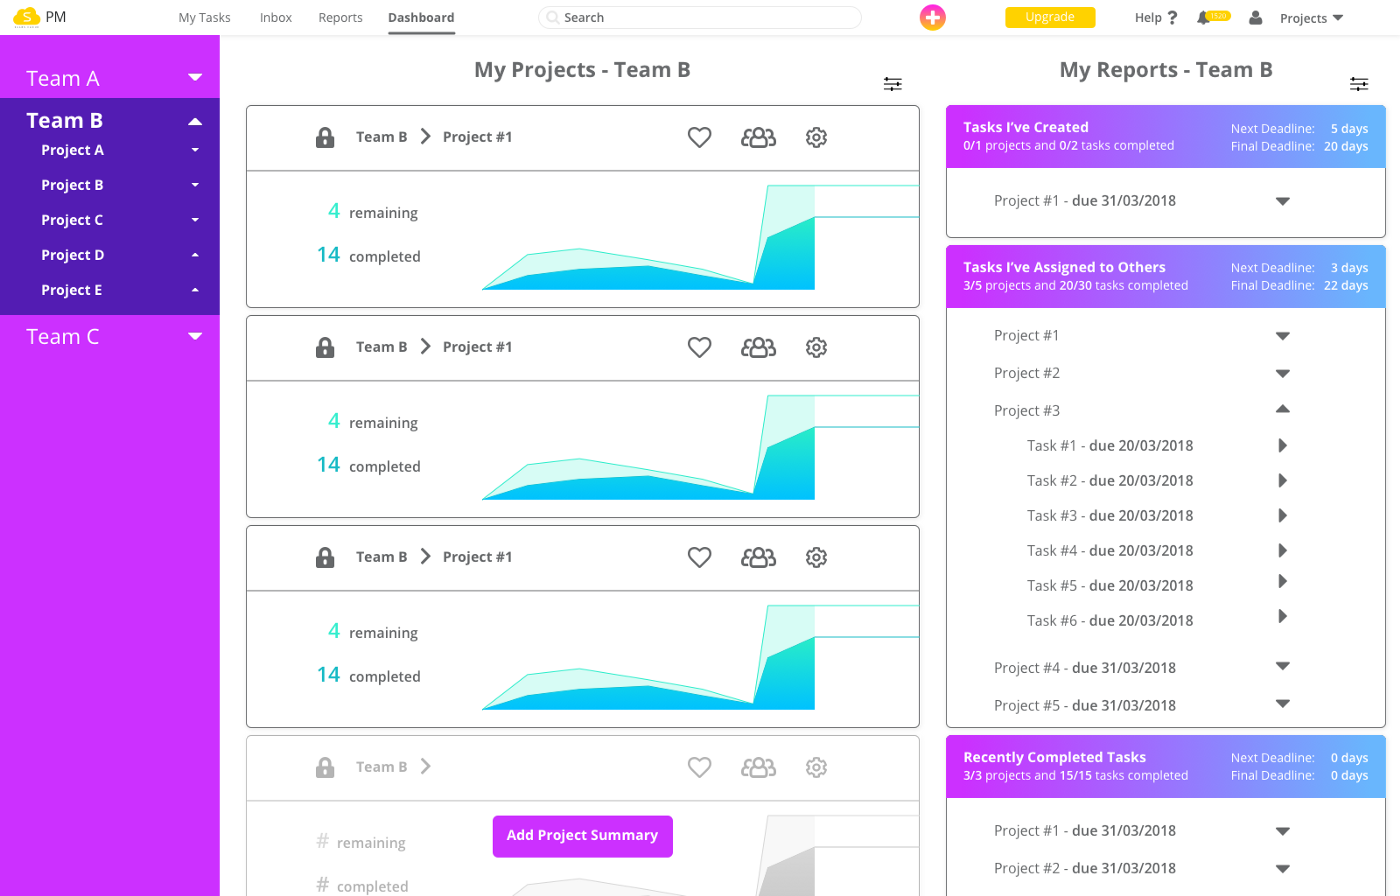 S PM
My Tasks
Inbox
Reports
Dashboard
Search
Upgrade
Help ?
1520
Projects
Team A
Team B
Project A
Project B
Project C
Project D
Project E
Team C
My Projects - Team B
Team B
Project #1
4 remaining
14 completed
Team B
Project #1
4 remaining
14 completed
Team B
Project #1
4 remaining
14 completed
Team B
# remaining
Add Project Summary
# completed
My Reports - Team B
Tasks I've Created
0/1 projects and 0/2 tasks completed
Next Deadline: 5 days
Final Deadline: 20 days
Project #1 - due 31/03/2018
Tasks I've Assigned to Others
3/5 projects and 20/30 tasks completed
Next Deadline: 3 days
Final Deadline: 22 days
Project #1
Project #2
Project #3
Task #1 - due 20/03/2018
Task #2 - due 20/03/2018
Task #3 - due 20/03/2018
Task #4 - due 20/03/2018
Task #5 - due 20/03/2018
Task #6 - due 20/03/2018
Project #4 - due 31/03/2018
Project #5 - due 31/03/2018
Recently Completed Tasks
3/3 projects and 15/15 tasks completed
Next Deadline: 0 days
Final Deadline: 0 days
Project #1 - due 31/03/2018
Project #2 - due 31/03/2018